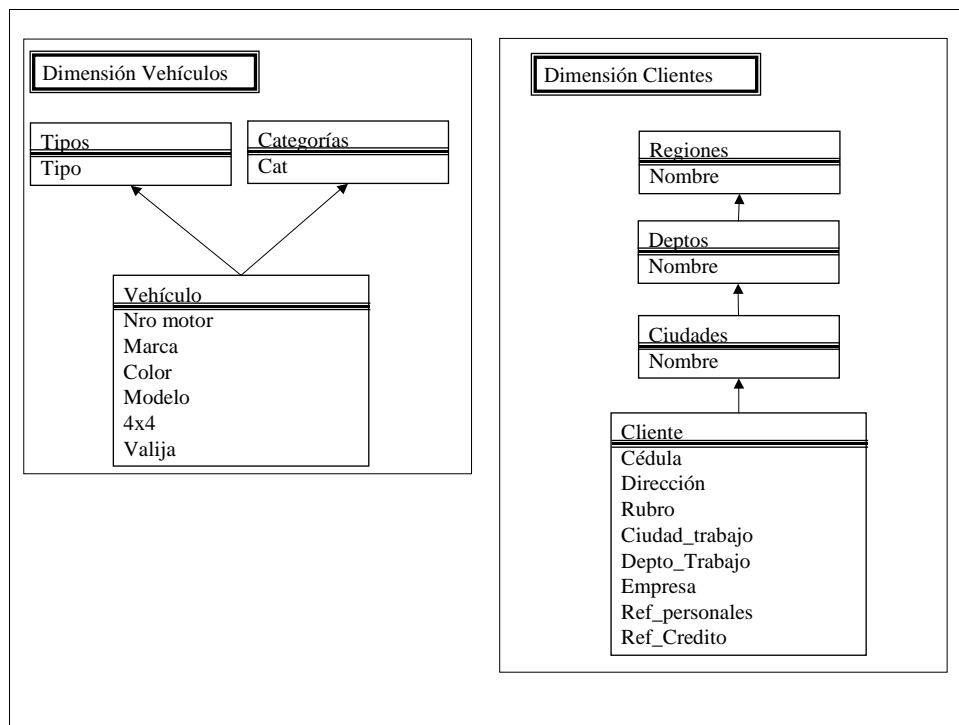 Dimensión Vehículos
Tipos
Tipo
Categorías
Cat
Vehículo
Nro motor
Marca
Color
Modelo
4x4
Valija
Dimensión Clientes
Regiones
Nombre
Deptos
Nombre
Ciudades
Nombre
Cliente
Cédula
Dirección
Rubro
Ciudad_trabajo
Depto_Trabajo
Empresa
Ref_personales
Ref_Credito